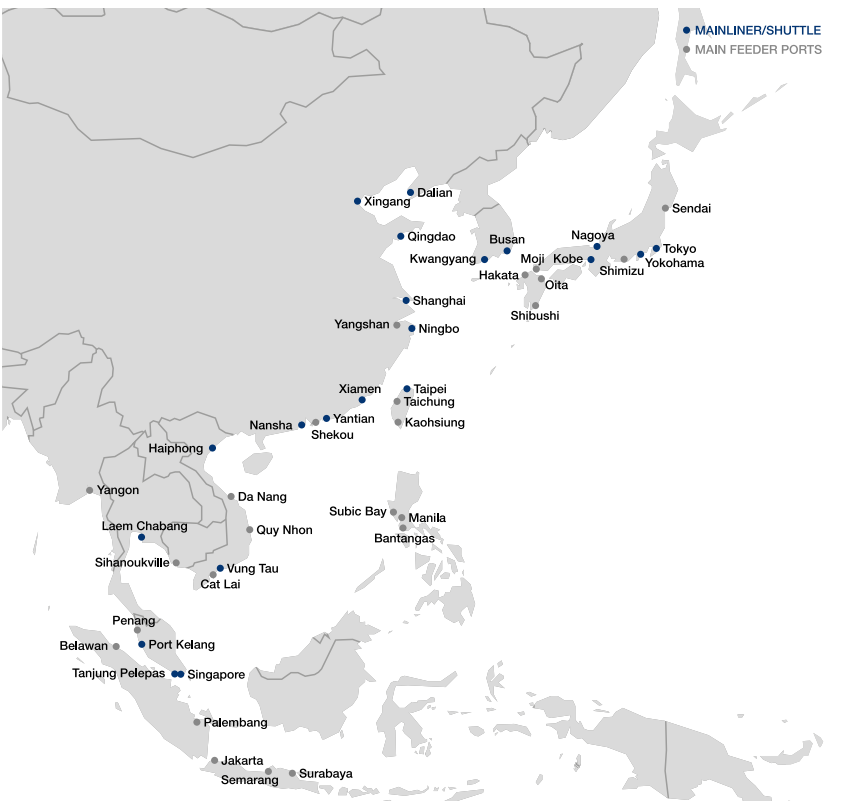 MAINLINER/SHUTTLE
MAIN FEEDER PORTS
Dalian
Xingang
Sendai
Qingdao
Busan
Nagoya
Tokyo
Kwangyang
Moji
Kobe
Yokohama
Shimizu
Hakata
Oita
Shanghai
Shibushi
Yangshan
Ningbo
Xiamen
Taipei
Taichung
Nansha
Yantian
Kaohsiung
Shekou
Haiphong
Yangon
Da Nang
Subic Bay
Manila
Laem Chabang
Quy Nhon
Bantangas
Sihanoukville
Vung Tau
Cat Lai
Penang
Belawan
Port Kelang
Tanjung Pelepas
Singapore
Palembang
Jakarta
Semarang
Surabaya